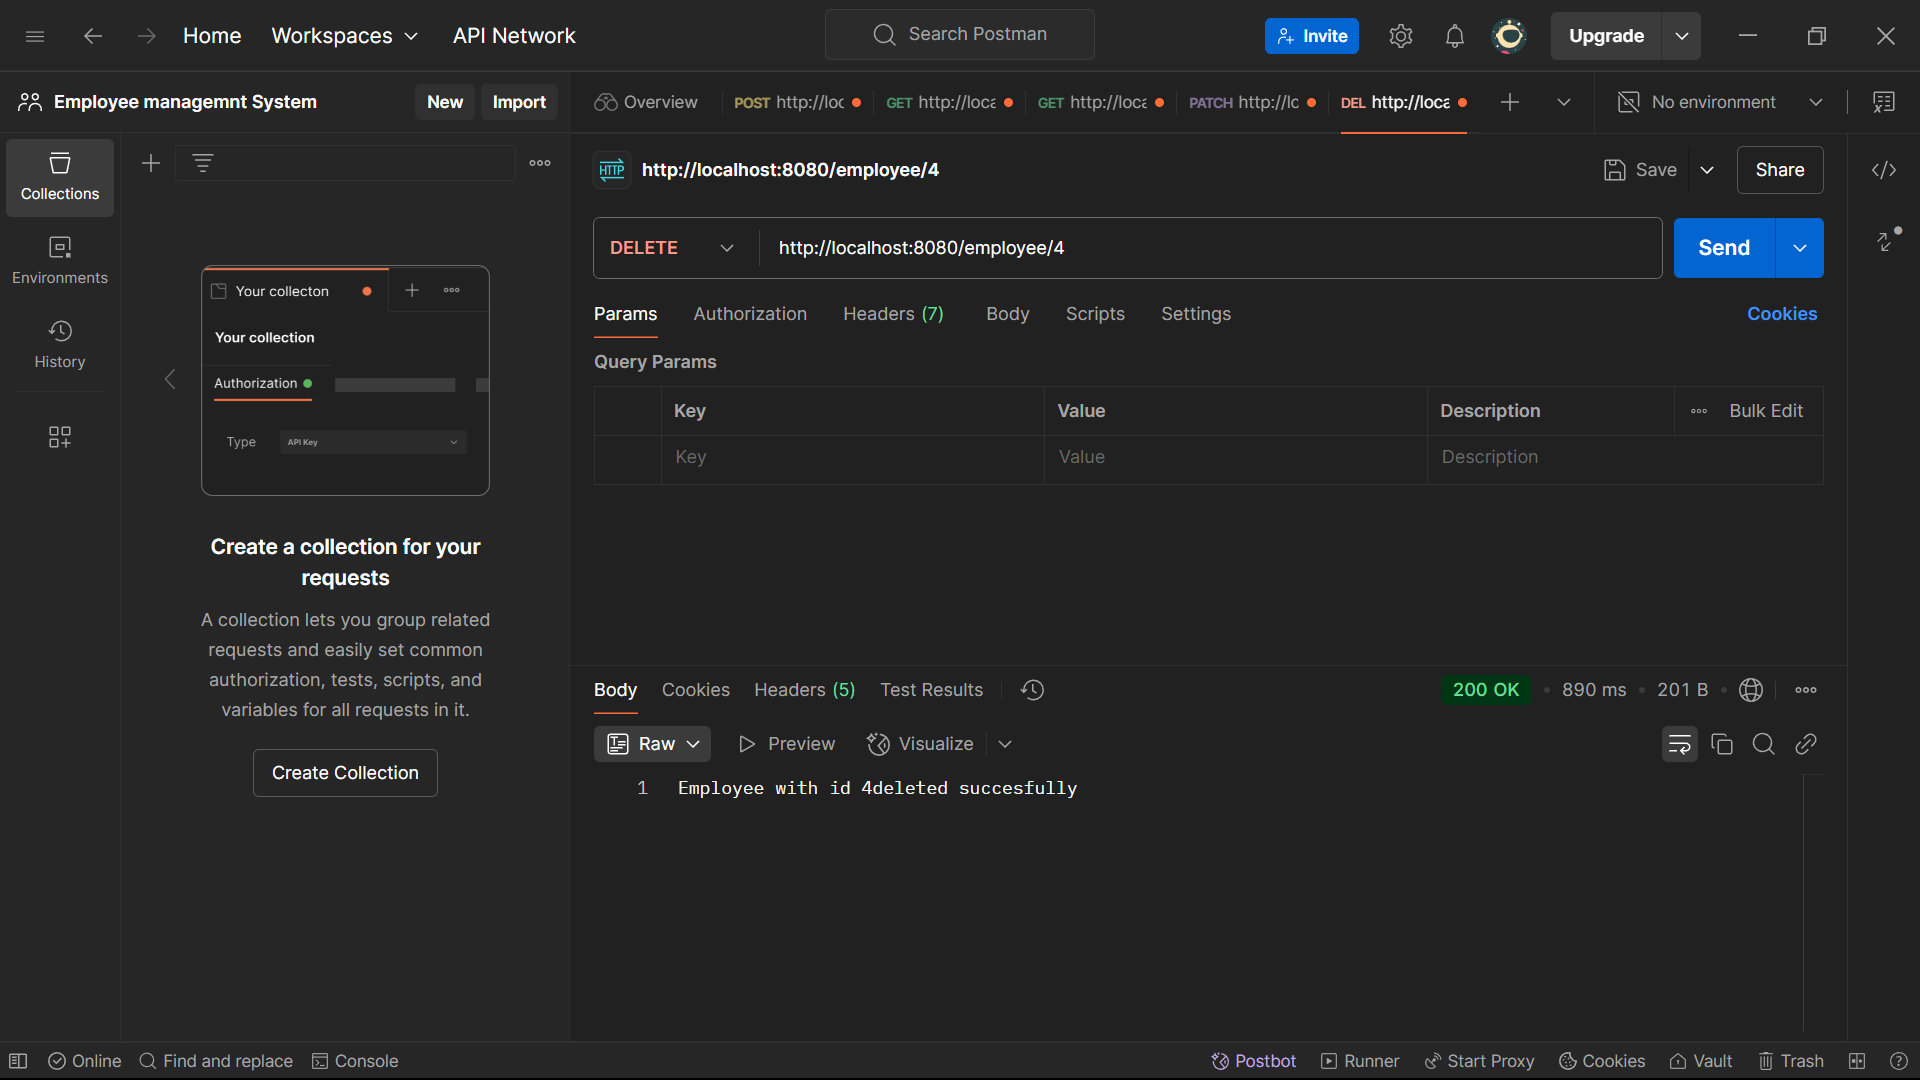 Home Workspaces API Network Search Postman Invite Upgrade
Employee managemnt System New Import
Overview POST http://loc GET http://loca GET http://loca PATCH http://lc DEL http://loca No environment
Collections
Environments
History
Your collecton
Your collection
Authorization
Type API Key
Create a collection for your
requests
A collection lets you group related
requests and easily set common
authorization, tests, scripts, and
variables for all requests in it.
Create Collection
HTTP http://localhost:8080/employee/4 Save Share
DELETE http://localhost:8080/employee/4 Send
Params Authorization Headers (7) Body Scripts Settings Cookies
Query Params
Key Value Description Bulk Edit
Key Value Description
Body Cookies Headers (5) Test Results 200 OK 890 ms 201 B
Raw Preview Visualize
1 Employee with id 4deleted succesfully
Online Find and replace Console Postbot Runner Start Proxy Cookies Vault Trash